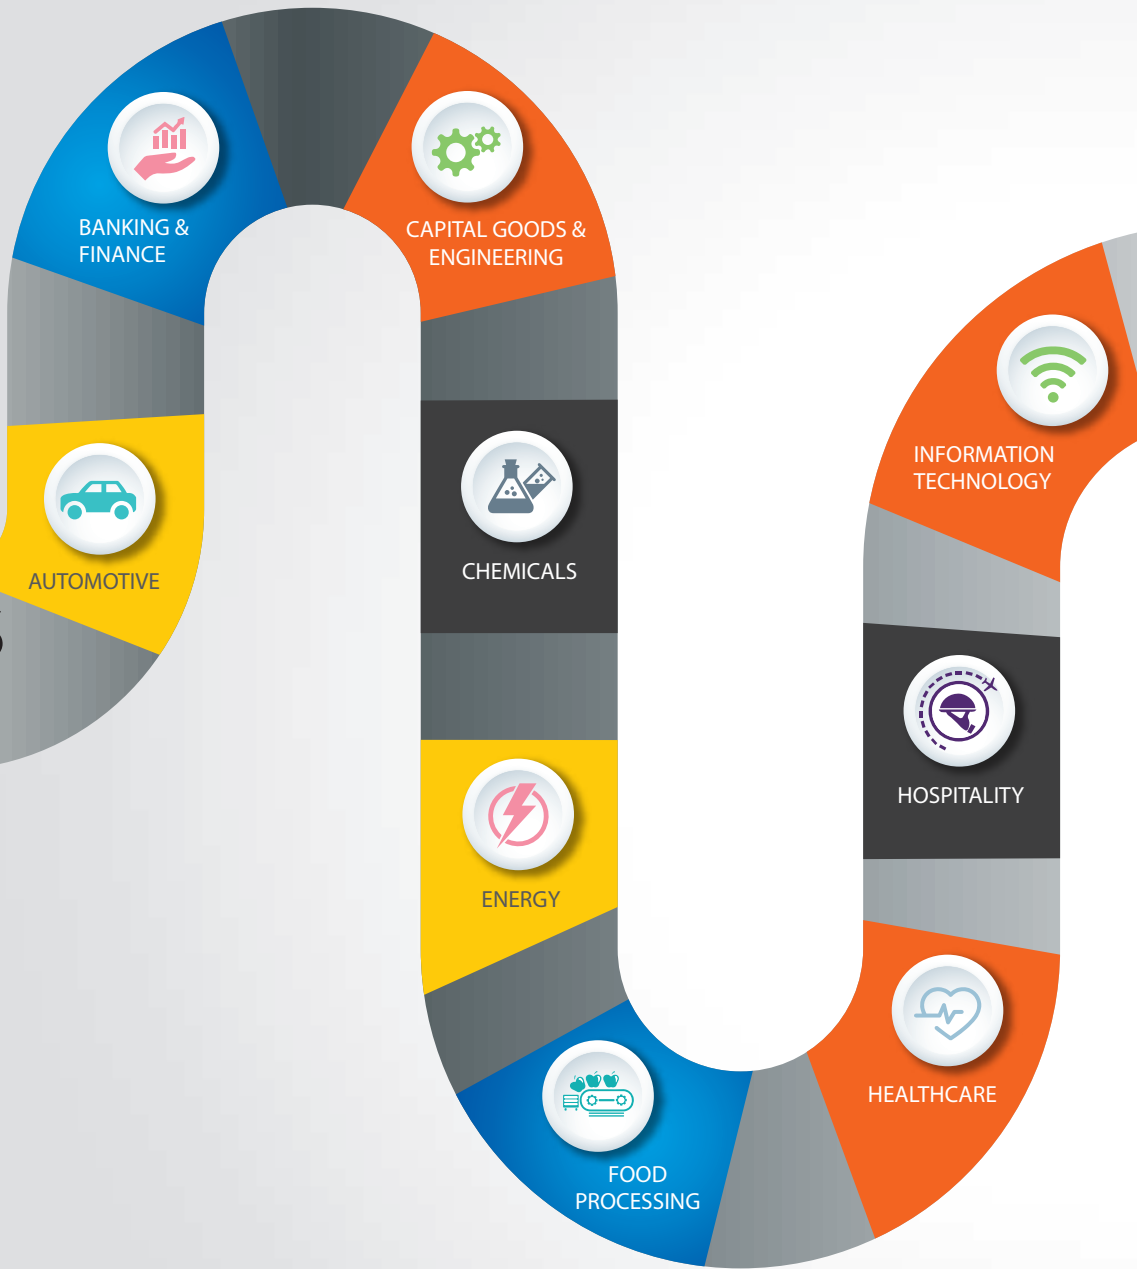 BANKING &
FINANCE
CAPITAL GOODS &
ENGINEERING
AUTOMOTIVE
CHEMICALS
ENERGY
FOOD
PROCESSING
HEALTHCARE
HOSPITALITY
INFORMATION
TECHNOLOGY